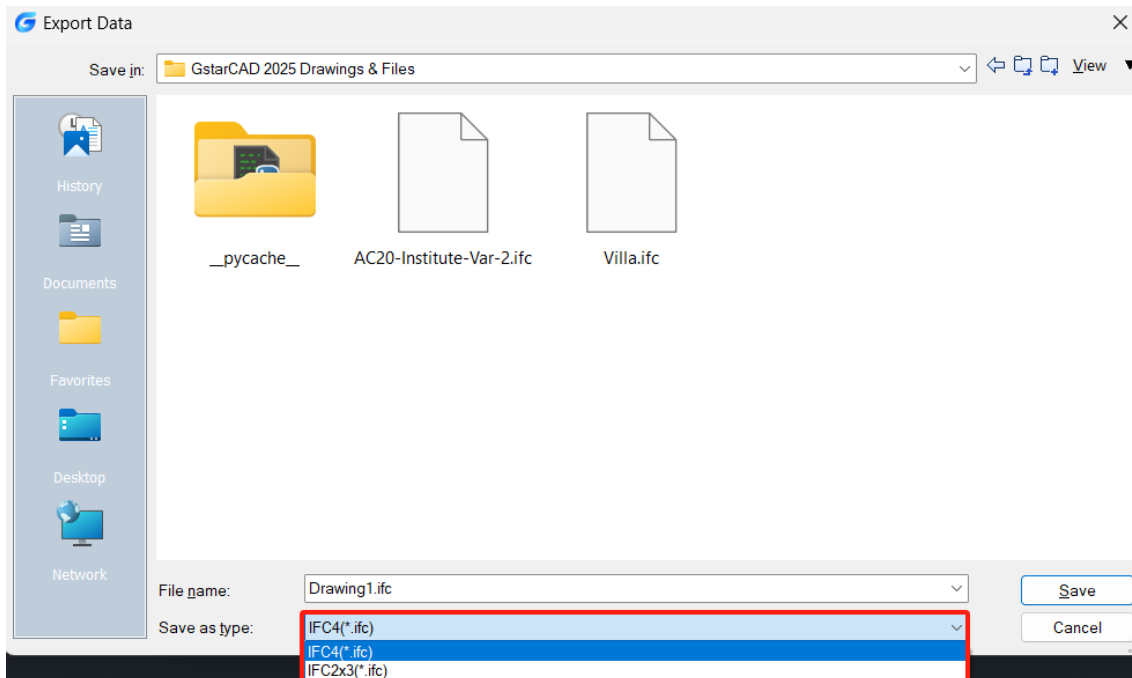 Export Data
Save in:
GstarCAD 2025 Drawings & Files
View
History
Documents
Favorites
Desktop
Network
__pycache__
AC20-Institute-Var-2.ifc
Villa.ifc
File name:
Drawing1.ifc
Save
Save as type:
IFC4(*.ifc)
Cancel
IFC4(*.ifc)
IFC2x3(*.ifc)